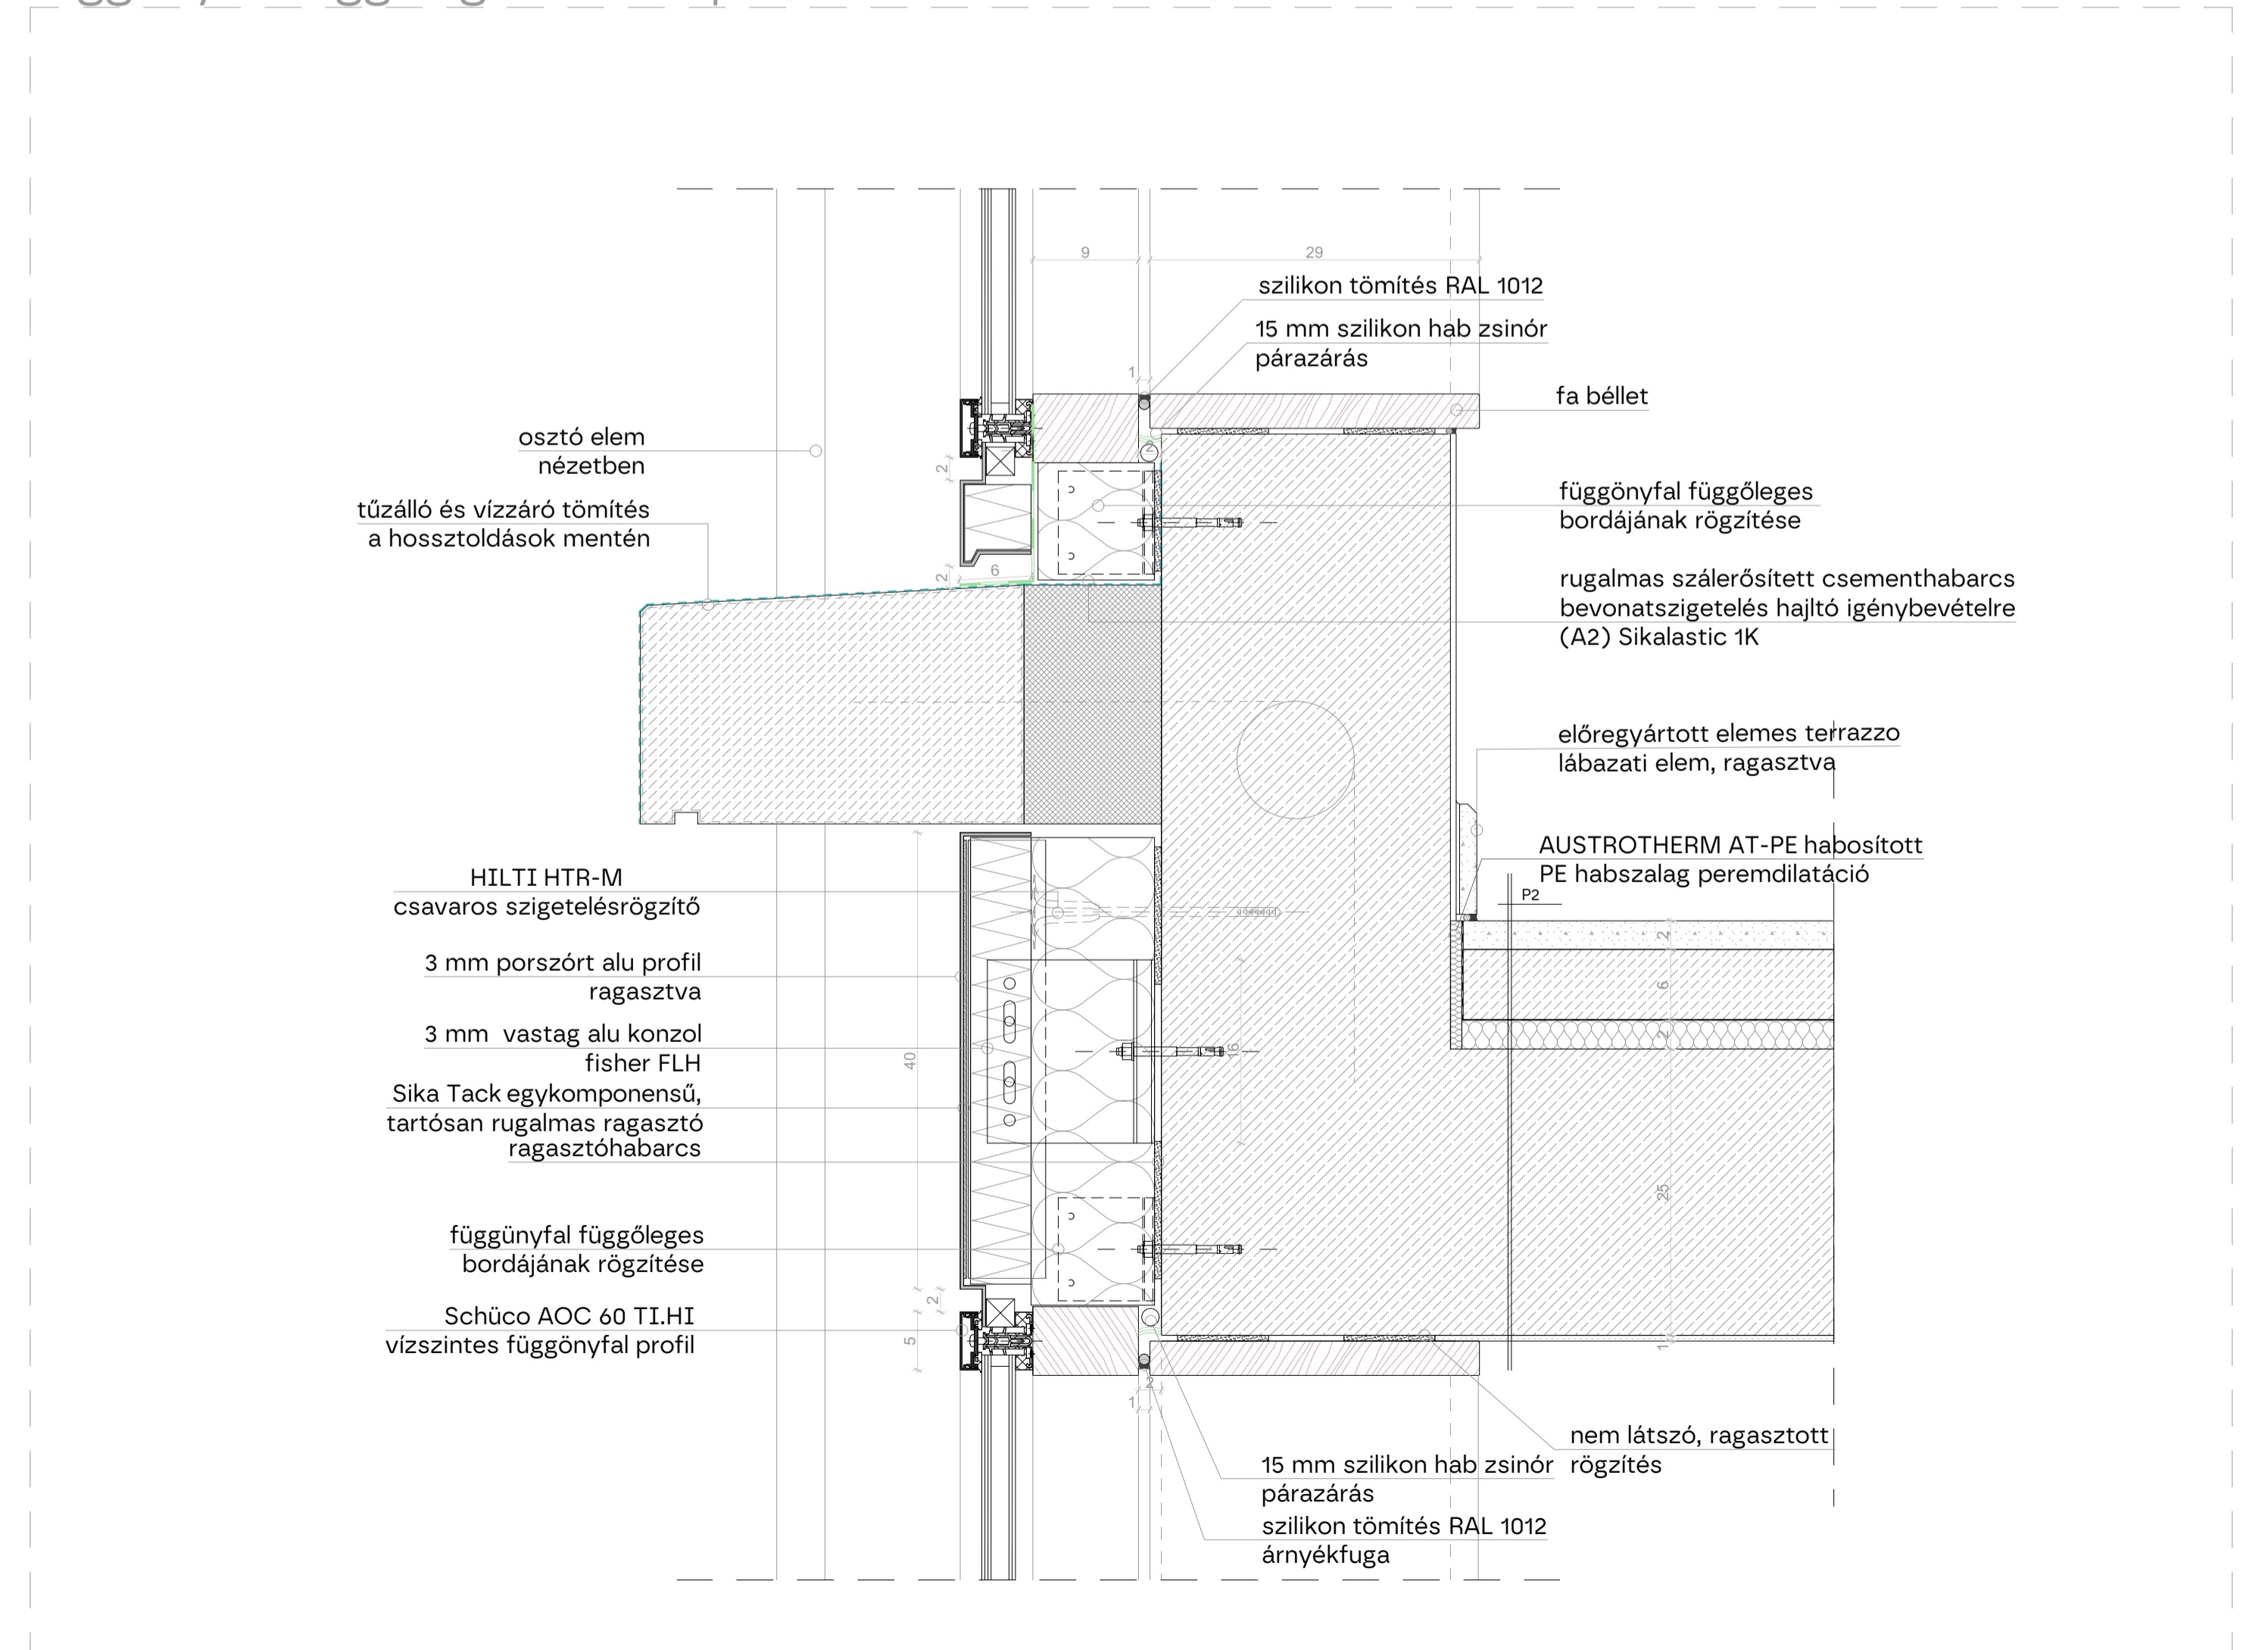 9
29
szilikon tömítés RAL 1012
15 mm szilikon hab zsinór
párazárás
1
fa béllet
osztó elem
nézetben
2
tűzálló és vízzáró tömítés
a hossztoldások mentén
függönyfal függőleges
bordájának rögzítése
2
6
rugalmas szálerősített csementhabarcs
bevonatszigetelés hajltó igénybevételre
(A2) Sikalastic 1K
előregyártott elemes terrazzo
lábazati elem, ragasztva
AUSTROTHERM AT-PE habosított
PE habszalag peremdilatáció
P2
HILTI HTR-M
csavaros szigetelésrögzítő
2
3 mm porszórt alu profil
ragasztva
6
3 mm vastag alu konzol
fisher FLH
40
16
2
Sika Tack egykomponensű,
tartósan rugalmas ragasztó
ragasztóhabarcs
25
függünyfal függőleges
bordájának rögzítése
2
Schüco AOC 60 TI.HI
vízszintes függönyfal profil
5
1
2
1
nem látszó, ragasztott
rögzítés
15 mm szilikon hab zsinór
párazárás
szilikon tömítés RAL 1012
árnyékfuga